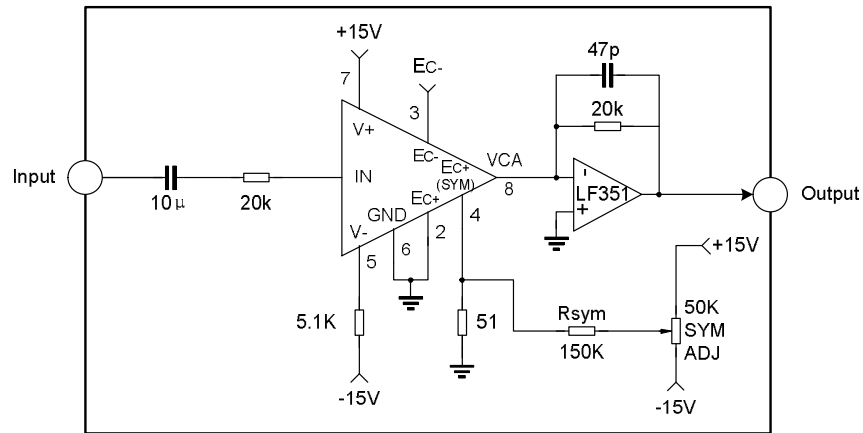 +15V
EC-
47p
7
3
20k
V+
EC-
EC+
(SYM)
VCA
Input
IN
8
-
LF351
+
Output
10μ
20k
GND
EC+
4
V-
2
6
5
+15V
5.1K
51
Rsym
150K
50K
SYM
ADJ
-15V
-15V